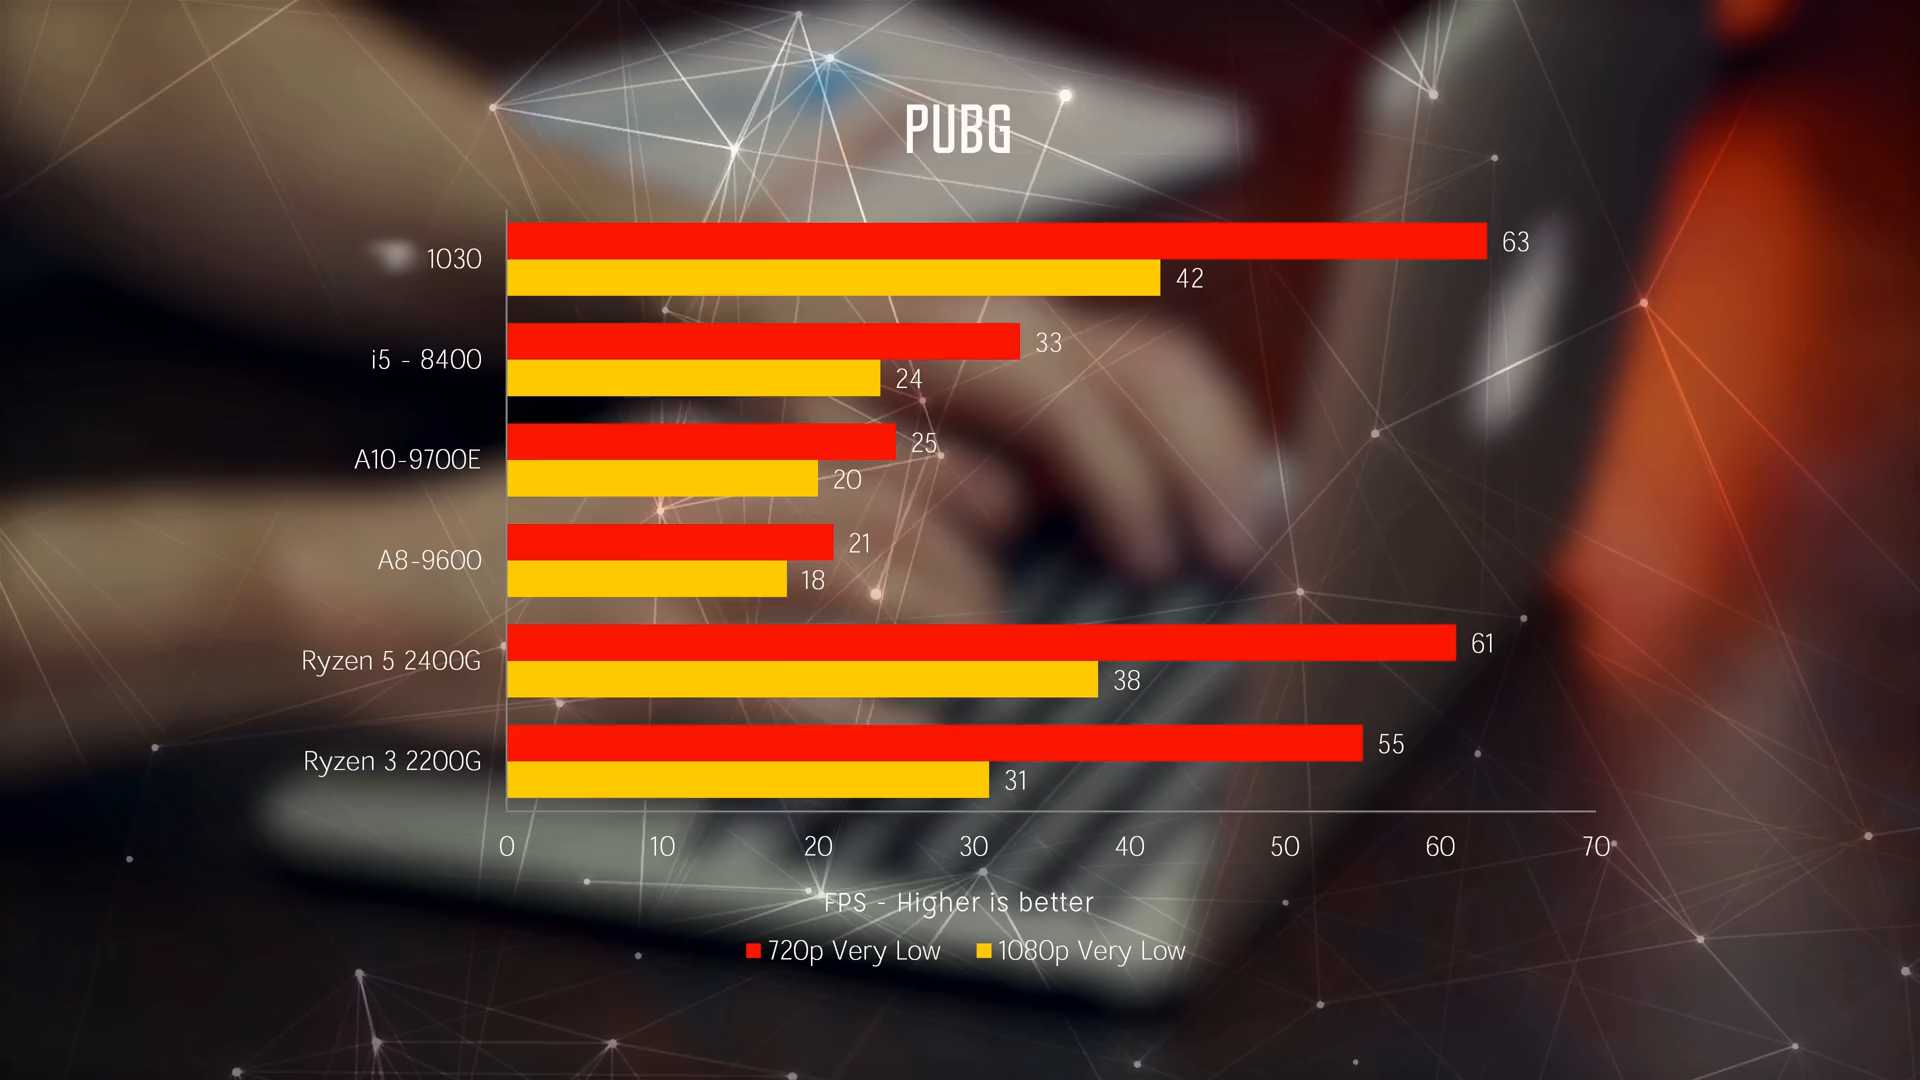 PUBG
1030
63
42
i5 - 8400
33
24
A10-9700E
25
20
A8-9600
21
18
Ryzen 5 2400G
61
38
Ryzen 3 2200G
55
31
0 10 20 30 40 50 60 70
FPS - Higher is better
720p Very Low 1080p Very Low